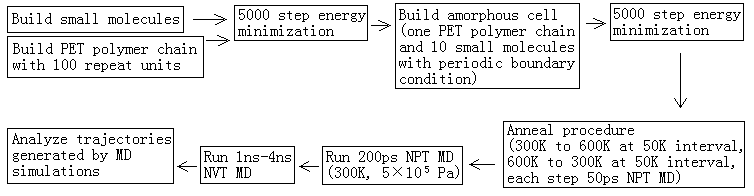 Build small molecules
Build PET polymer chain
with 100 repeat units
5000 step energy
minimization
Build amorphous cell
(one PET polymer chain
and 10 small molecules
with periodic boundary
condition)
5000 step energy
minimization
Anneal procedure
(300K to 600K at 50K interval,
600K to 300K at 50K interval,
each step 50ps NPT MD)
Run 200ps NPT MD
(300K, 5×10⁵ Pa)
Run 1ns-4ns
NVT MD
Analyze trajectories
generated by MD
simulations